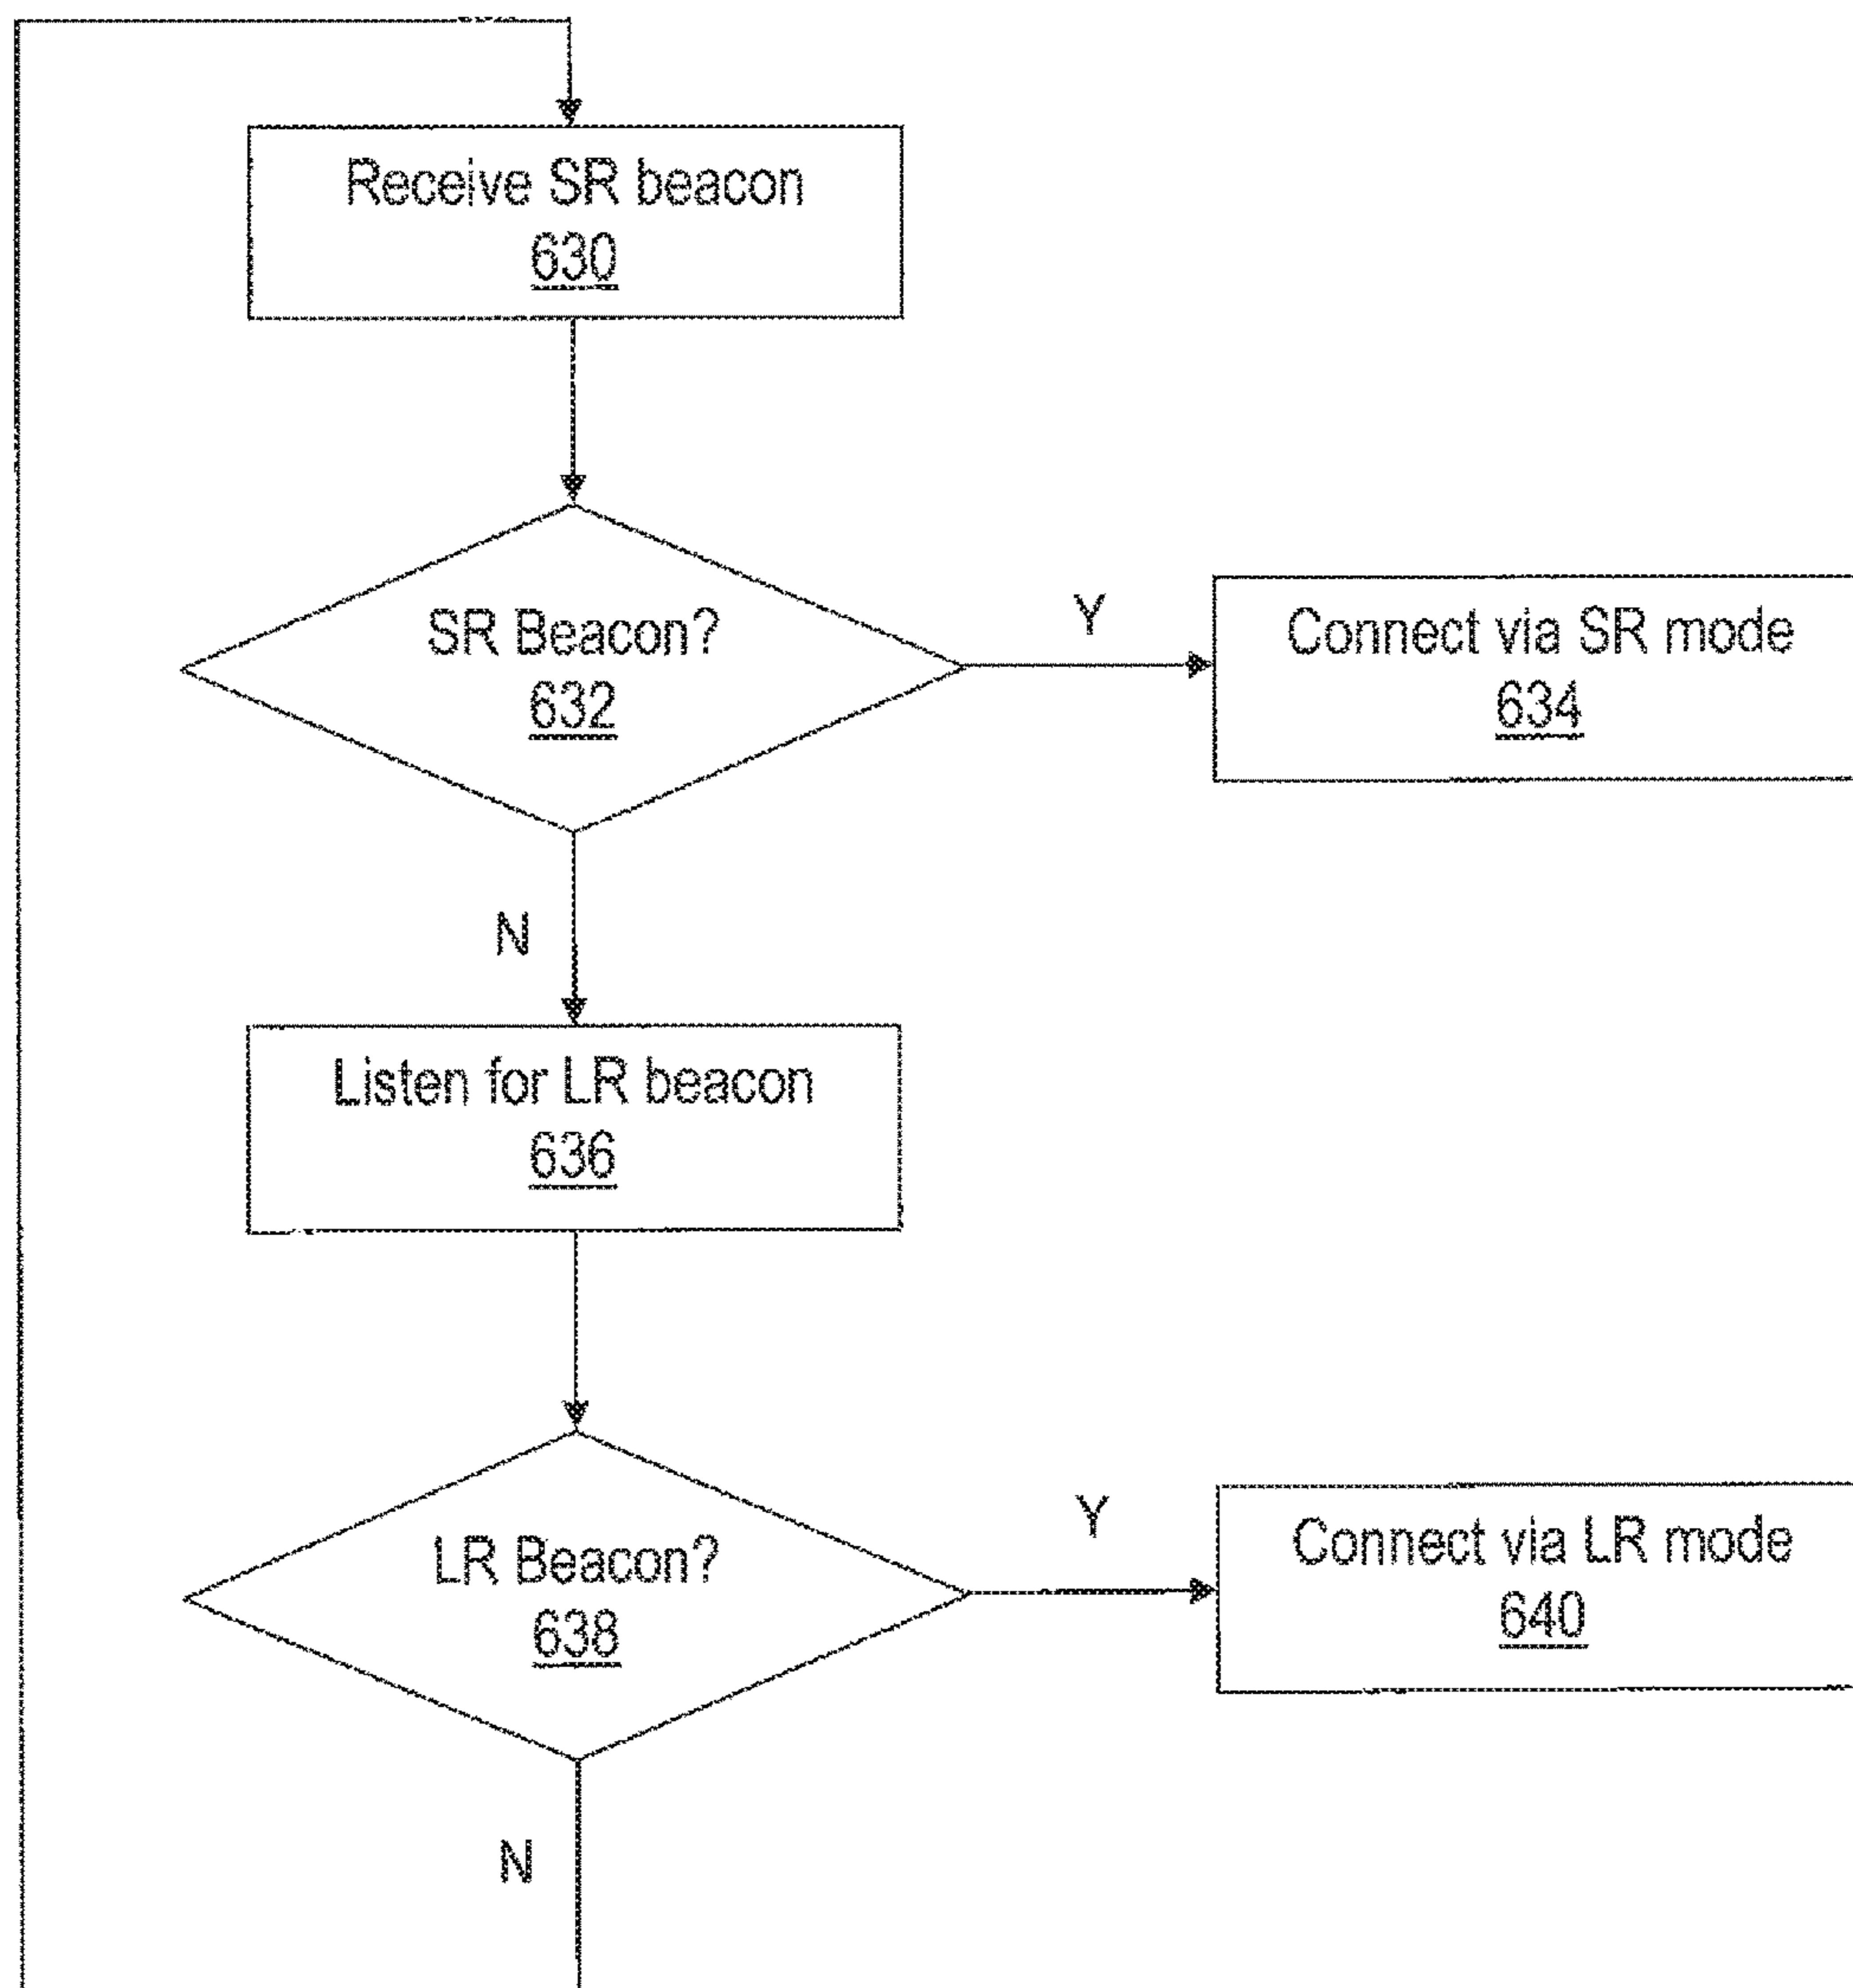 Receive SR beacon
630
SR Beacon?
632
Y
Connect via SR mode
634
N
Listen for LR beacon
636
LR Beacon?
638
Y
Connect via LR mode
640
N